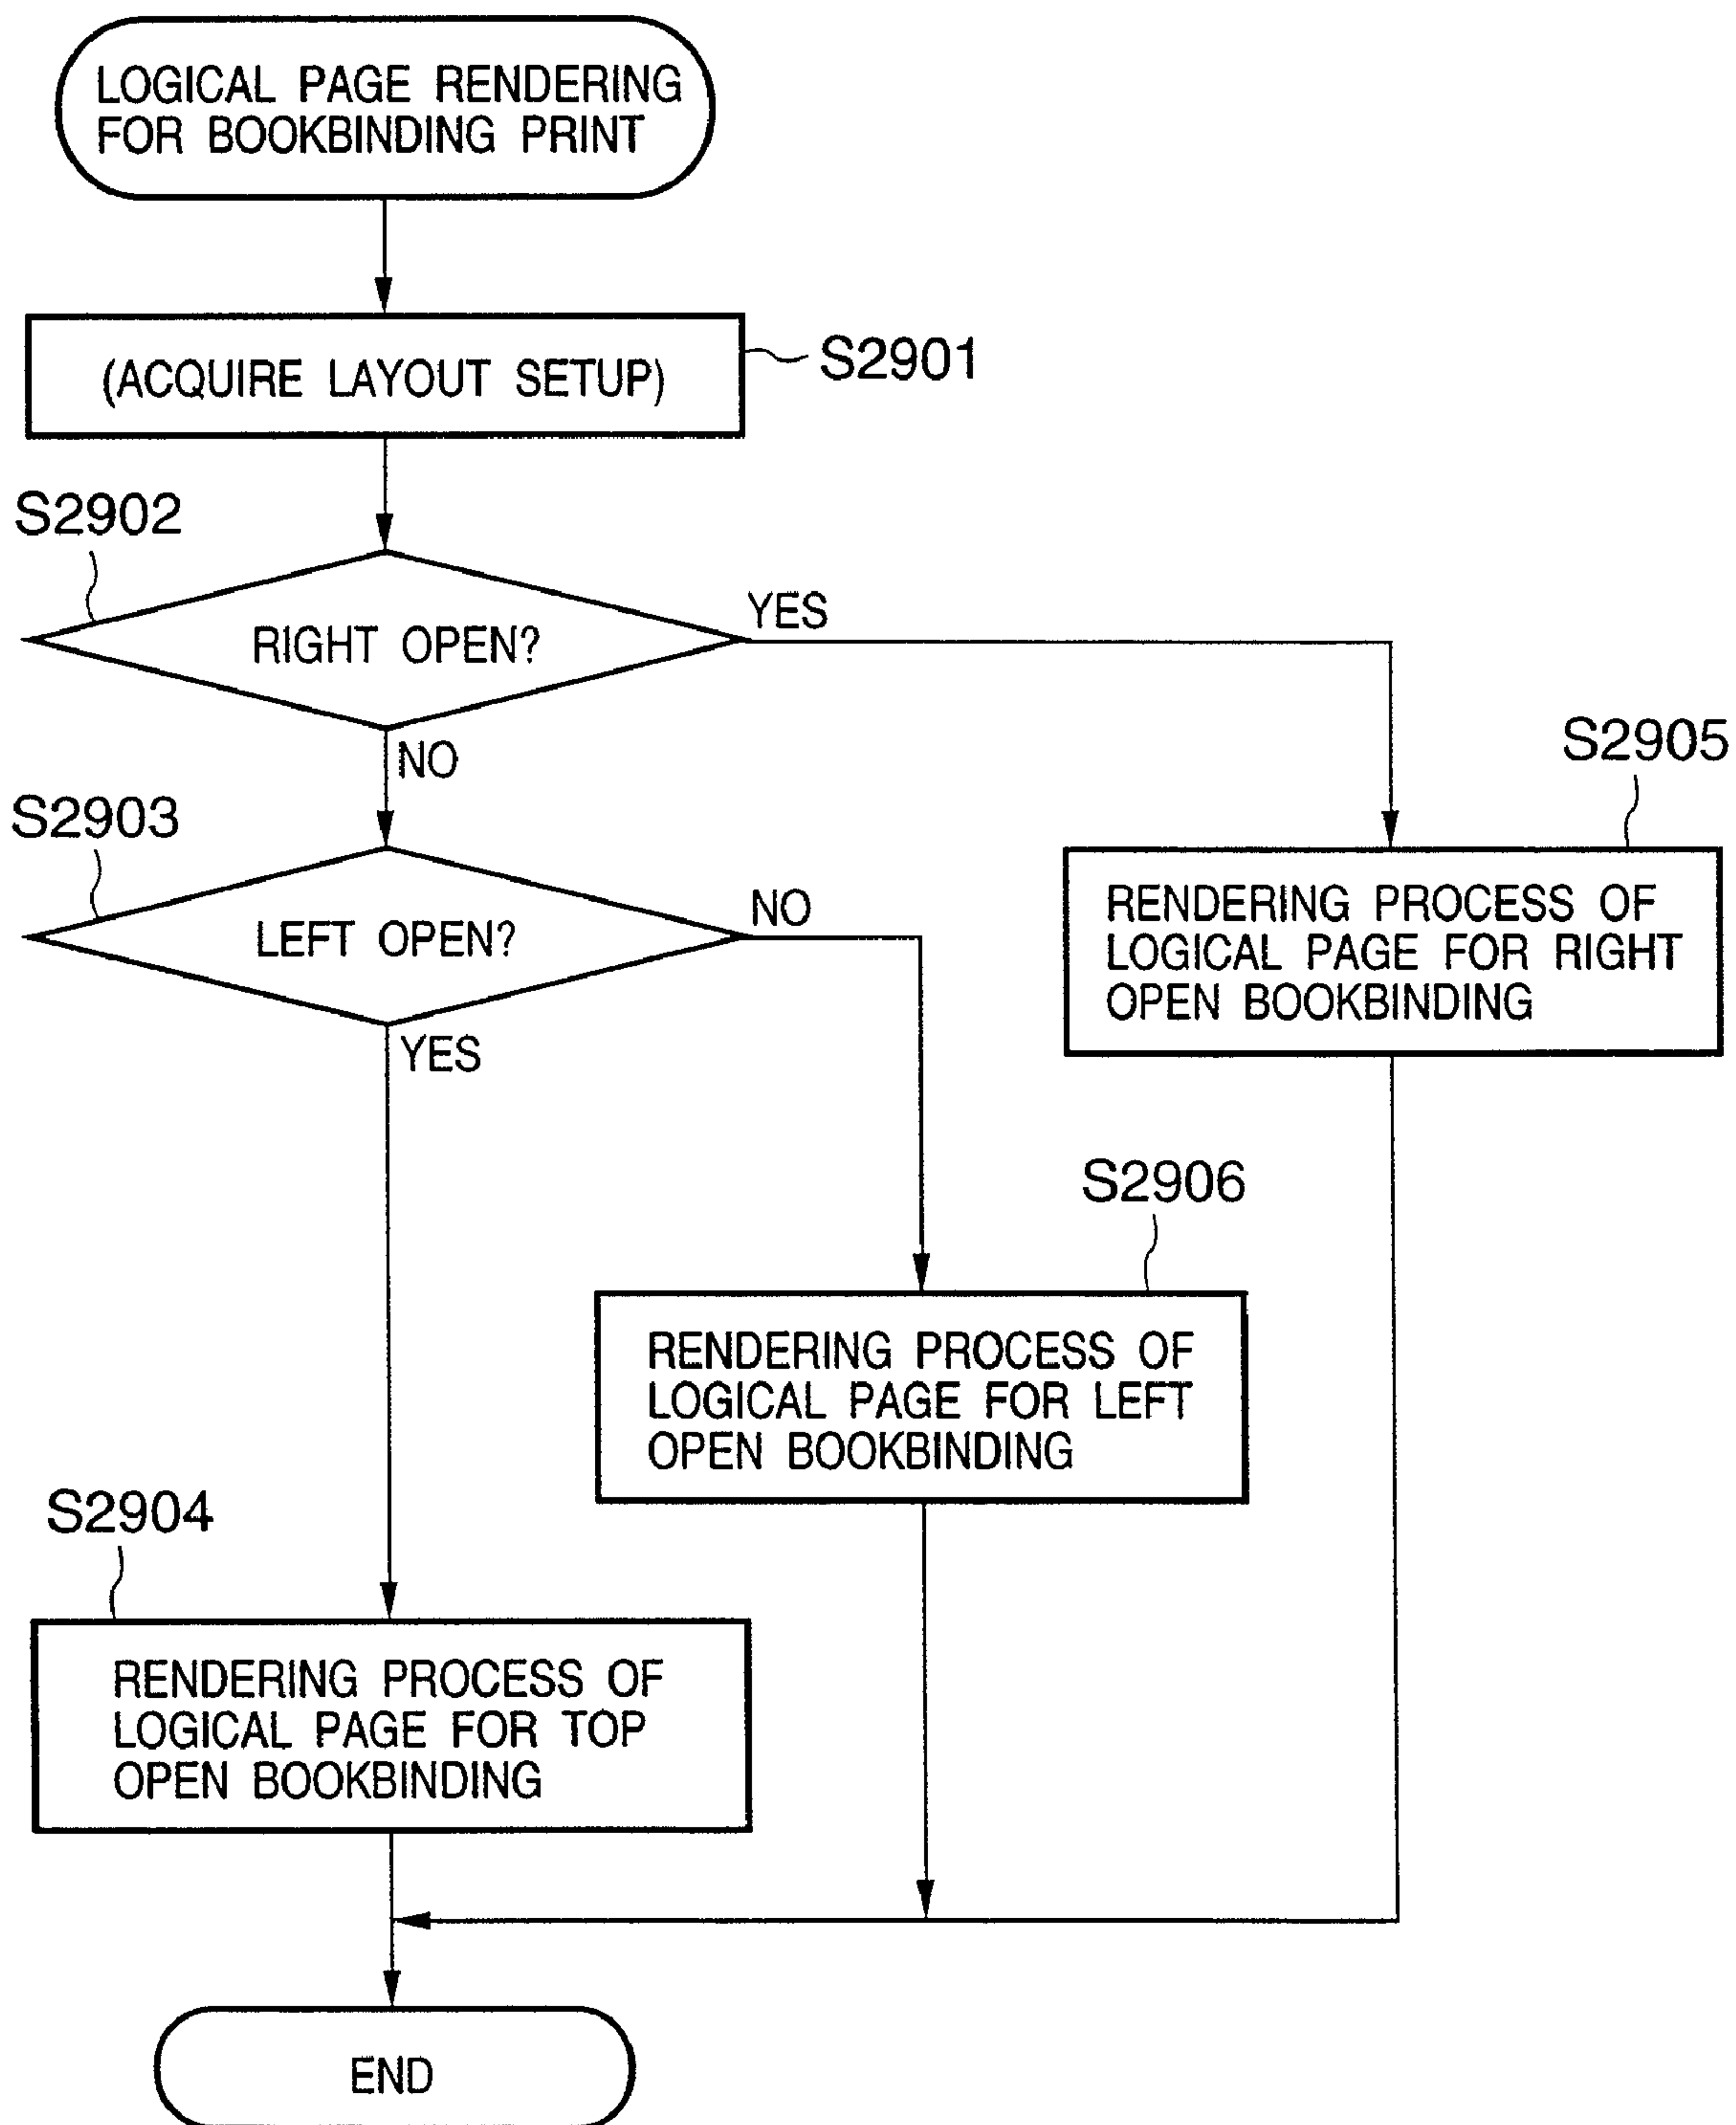 LOGICAL PAGE RENDERING
FOR BOOKBINDING PRINT
(ACQUIRE LAYOUT SETUP)
S2901
S2902
RIGHT OPEN?
YES
NO
S2903
LEFT OPEN?
NO
YES
S2905
RENDERING PROCESS OF
LOGICAL PAGE FOR RIGHT
OPEN BOOKBINDING
S2906
RENDERING PROCESS OF
LOGICAL PAGE FOR LEFT
OPEN BOOKBINDING
S2904
RENDERING PROCESS OF
LOGICAL PAGE FOR TOP
OPEN BOOKBINDING
END